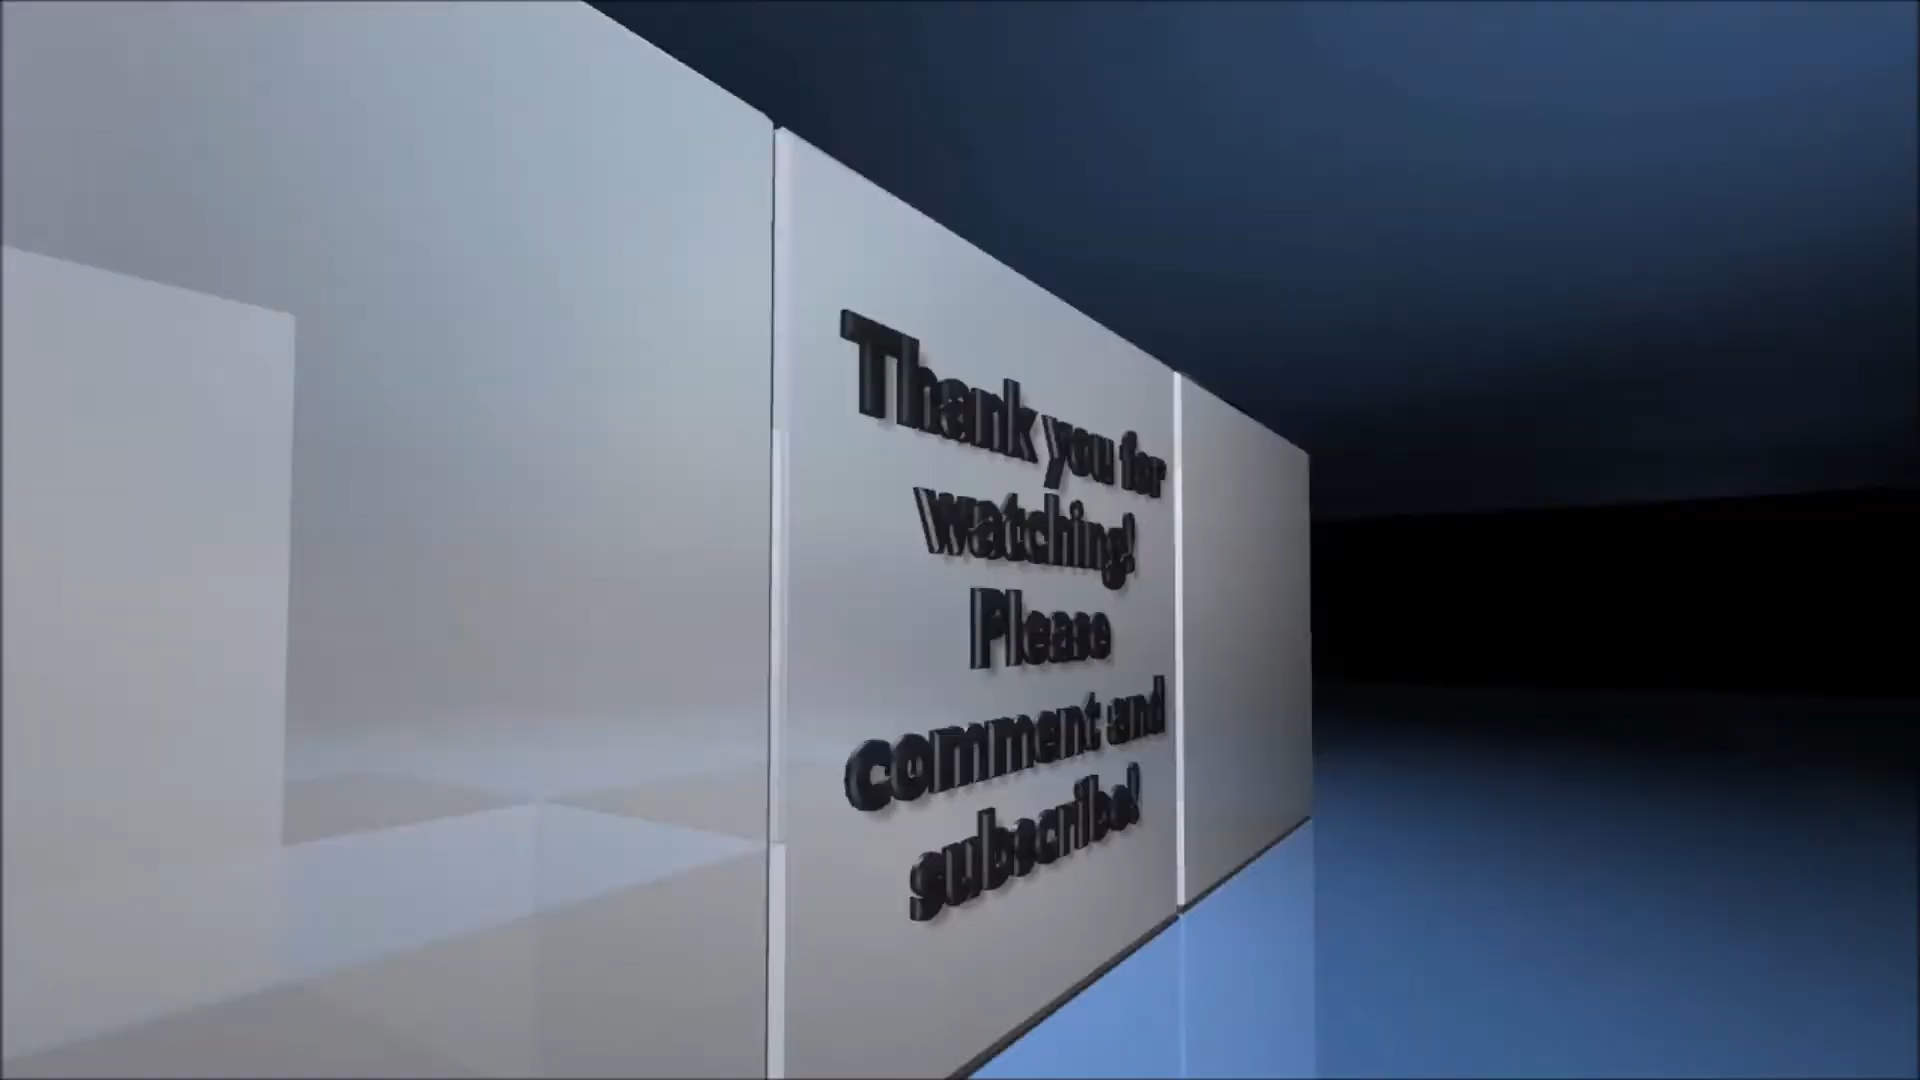 Thank you for
watching!
Please
comment and
subscribe!